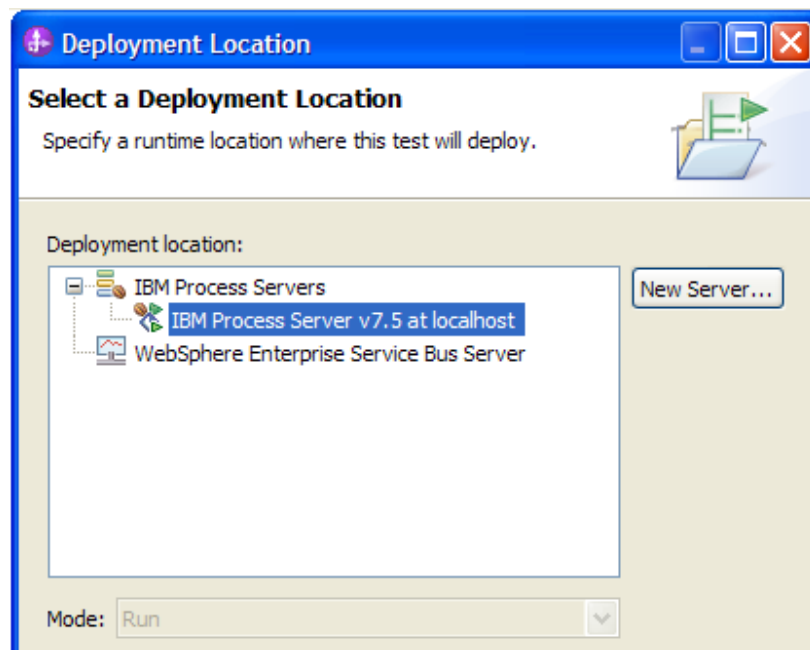 Deployment Location
Select a Deployment Location
Specify a runtime location where this test will deploy.
Deployment location:
IBM Process Servers
New Server...
IBM Process Server v7.5 at localhost
WebSphere Enterprise Service Bus Server
Mode: Run